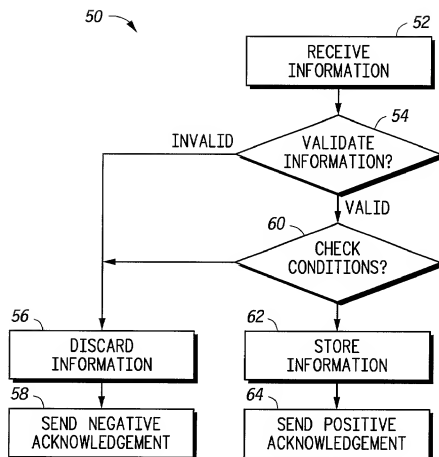 50
52
RECEIVE
INFORMATION
54
INVALID
VALIDATE
INFORMATION?
VALID
60
CHECK
CONDITIONS?
56
DISCARD
INFORMATION
62
STORE
INFORMATION
58
SEND NEGATIVE
ACKNOWLEDGEMENT
64
SEND POSITIVE
ACKNOWLEDGEMENT